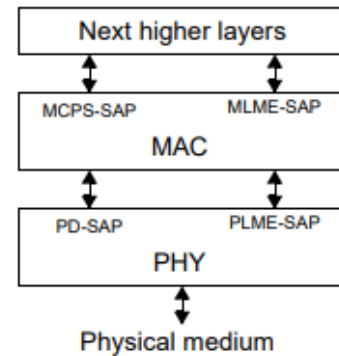 Next higher layers
MCPS-SAP MLME-SAP
MAC
PD-SAP PLME-SAP
PHY
Physical medium